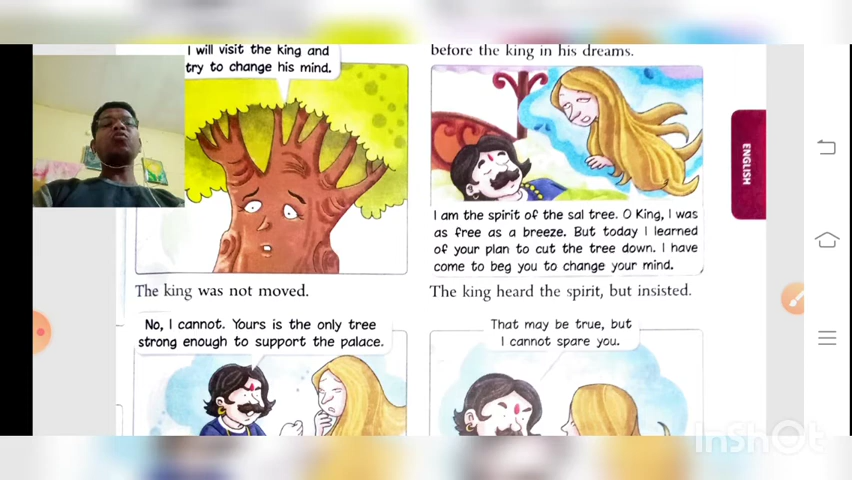 I will visit the king and
try to change his mind.
The king was not moved.
No, I cannot. Yours is the only tree
strong enough to support the palace.
before the king in his dreams.
I am the spirit of the sal tree. O King, I was
as free as a breeze. But today I learned
of your plan to cut the tree down. I have
come to beg you to change your mind.
The king heard the spirit, but insisted.
That may be true, but
I cannot spare you.
ENGLISH
InShOt